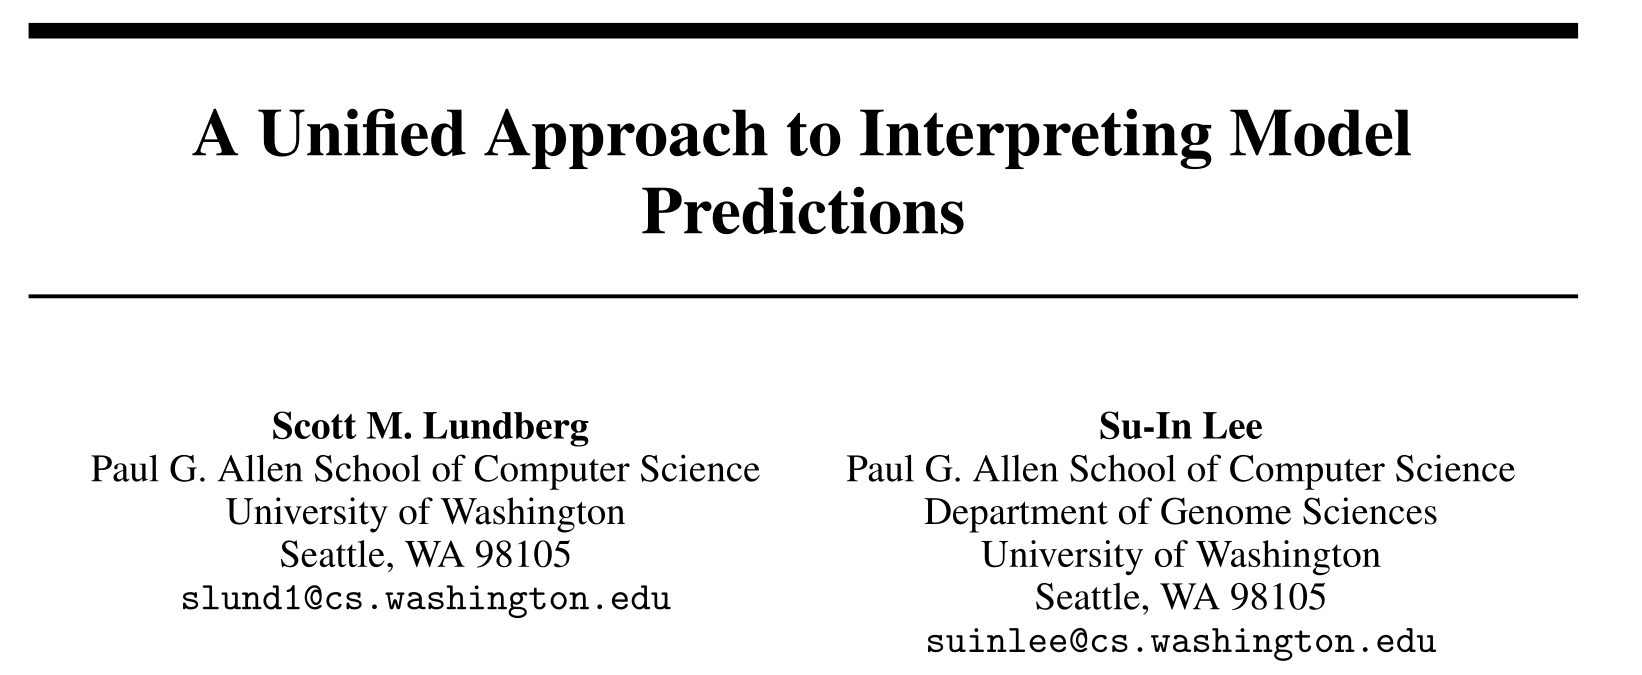 A Unified Approach to Interpreting Model
Predictions
Scott M. Lundberg
Paul G. Allen School of Computer Science
University of Washington
Seattle, WA 98105
slund1@cs.washington.edu
Su-In Lee
Paul G. Allen School of Computer Science
Department of Genome Sciences
University of Washington
Seattle, WA 98105
suinlee@cs.washington.edu